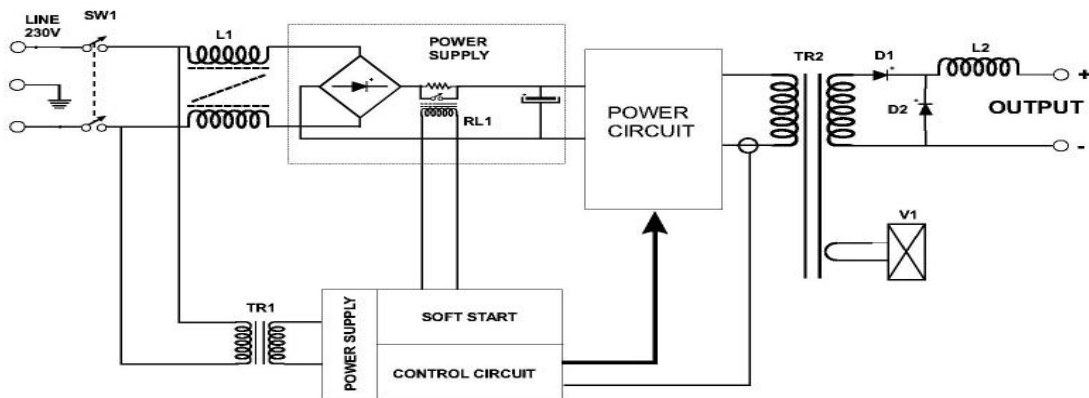 LINE
230V
SW1
L1
POWER
SUPPLY
RL1
POWER
CIRCUIT
TR2
D1
L2
+
D2
OUTPUT
-
V1
TR1
POWER SUPPLY
SOFT START
CONTROL CIRCUIT